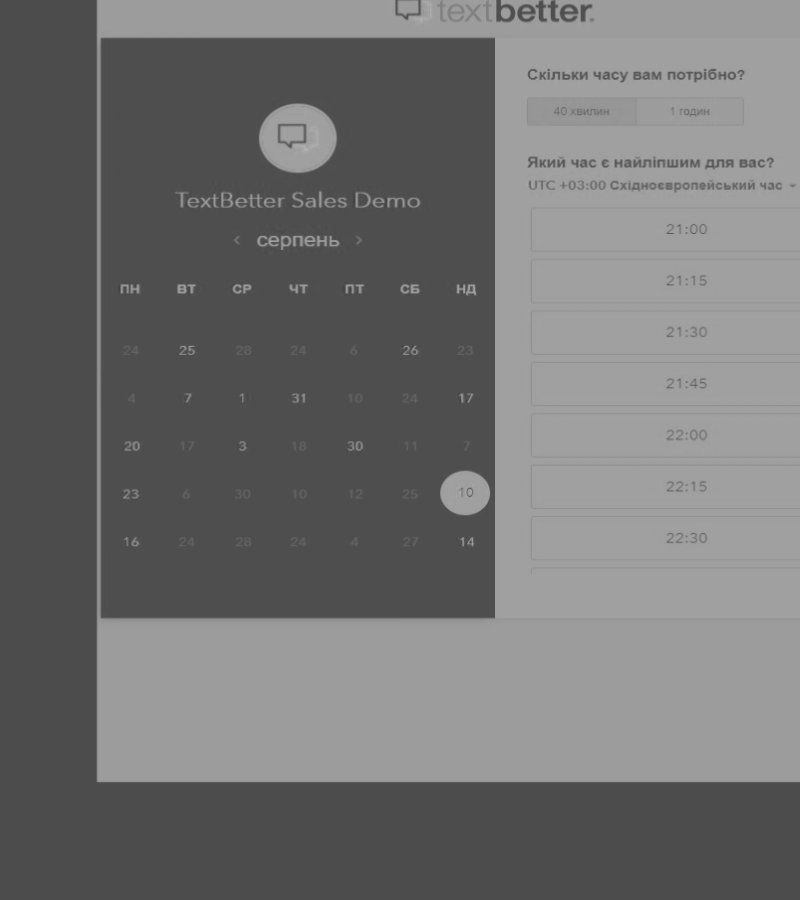 textbetter.
TextBetter Sales Demo
‹ серпень ›
ПН ВТ СР ЧТ ПТ СБ НД
24 25 28 24 6 26 23
4 7 1 31 10 24 17
20 17 3 18 30 11 7
23 6 30 10 12 25 10
16 24 28 24 4 27 14
Скільки часу вам потрібно?
40 хвилин 1 годин
Який час є найліпшим для вас?
UTC +03:00 Східноєвропейський час
21:00
21:15
21:30
21:45
22:00
22:15
22:30